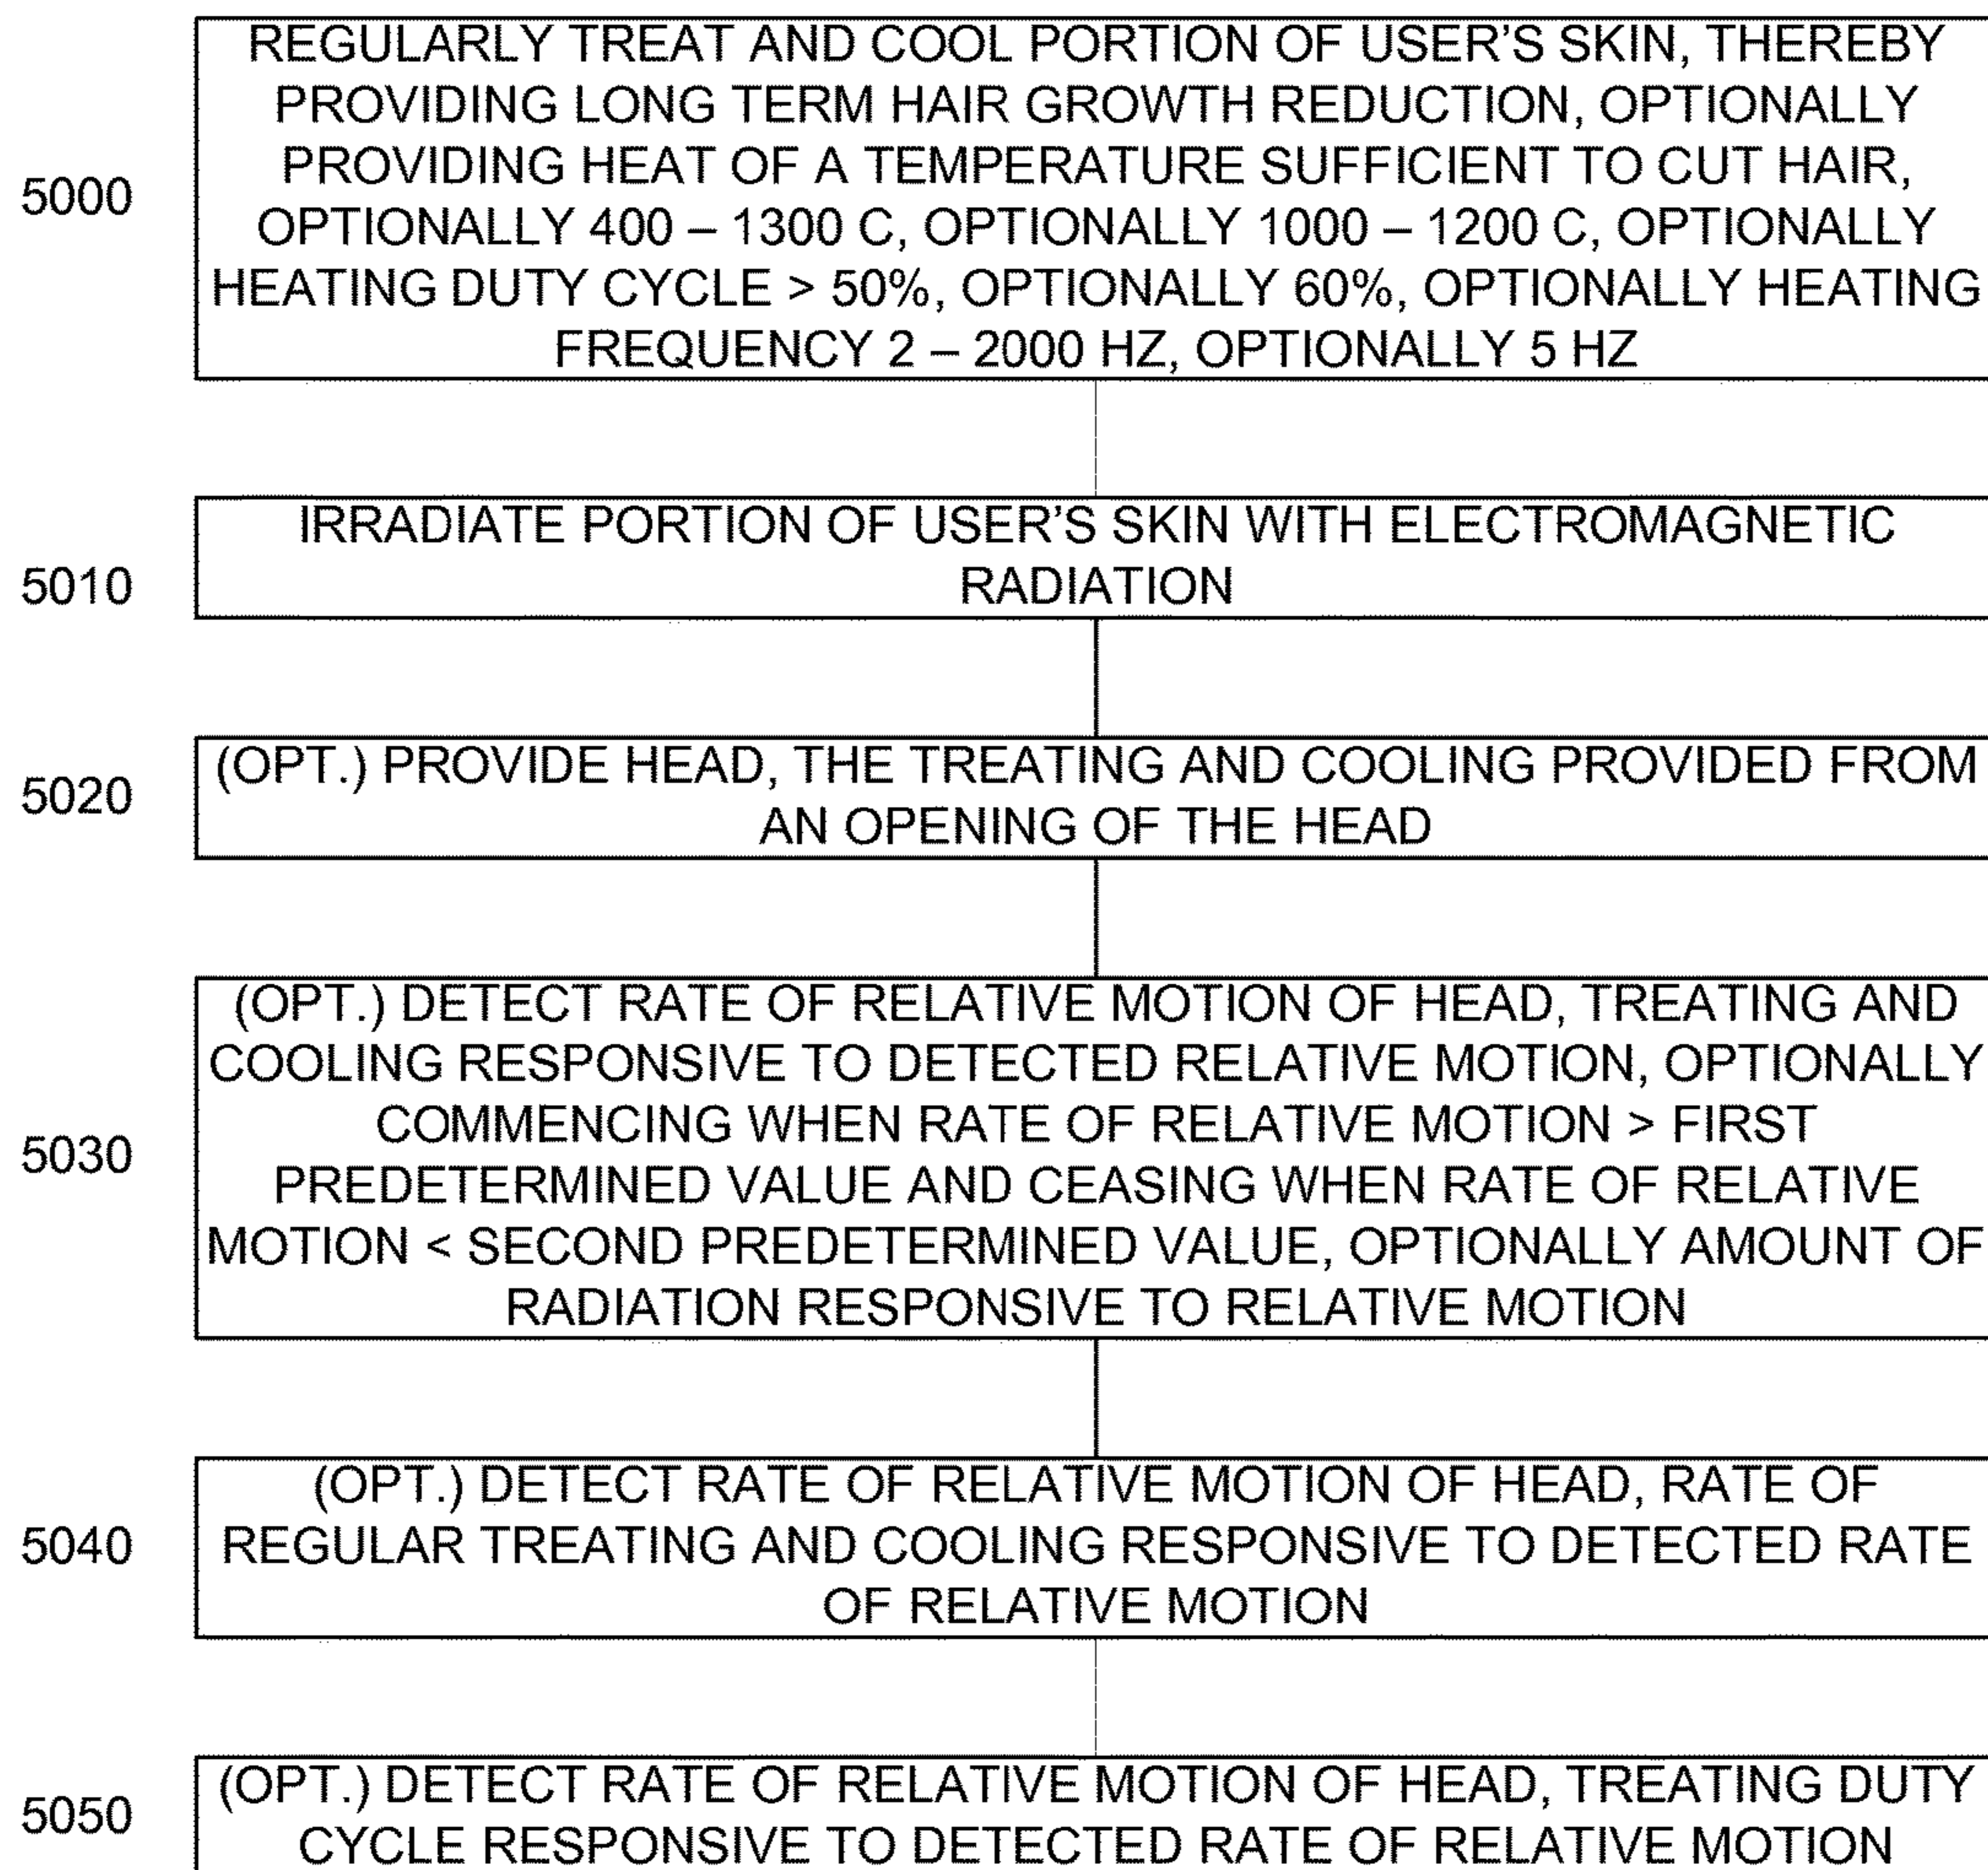 REGULARLY TREAT AND COOL PORTION OF USER'S SKIN, THEREBY
PROVIDING LONG TERM HAIR GROWTH REDUCTION, OPTIONALLY
PROVIDING HEAT OF A TEMPERATURE SUFFICIENT TO CUT HAIR,
5000
OPTIONALLY 400 – 1300 C, OPTIONALLY 1000 – 1200 C, OPTIONALLY
HEATING DUTY CYCLE > 50%, OPTIONALLY 60%, OPTIONALLY HEATING
FREQUENCY 2 – 2000 HZ, OPTIONALLY 5 HZ
IRRADIATE PORTION OF USER'S SKIN WITH ELECTROMAGNETIC
5010
RADIATION
(OPT.) PROVIDE HEAD, THE TREATING AND COOLING PROVIDED FROM
5020
AN OPENING OF THE HEAD
(OPT.) DETECT RATE OF RELATIVE MOTION OF HEAD, TREATING AND
COOLING RESPONSIVE TO DETECTED RELATIVE MOTION, OPTIONALLY
COMMENCING WHEN RATE OF RELATIVE MOTION > FIRST
5030
PREDETERMINED VALUE AND CEASING WHEN RATE OF RELATIVE
MOTION < SECOND PREDETERMINED VALUE, OPTIONALLY AMOUNT OF
RADIATION RESPONSIVE TO RELATIVE MOTION
(OPT.) DETECT RATE OF RELATIVE MOTION OF HEAD, RATE OF
5040
REGULAR TREATING AND COOLING RESPONSIVE TO DETECTED RATE
OF RELATIVE MOTION
(OPT.) DETECT RATE OF RELATIVE MOTION OF HEAD, TREATING DUTY
5050
CYCLE RESPONSIVE TO DETECTED RATE OF RELATIVE MOTION